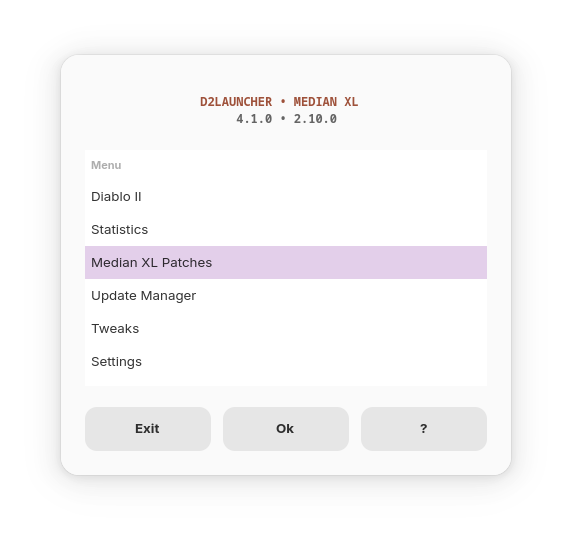 D2LAUNCHER • MEDIAN XL
4.1.0 • 2.10.0
Menu
Diablo II
Statistics
Median XL Patches
Update Manager
Tweaks
Settings
Exit
Ok
?